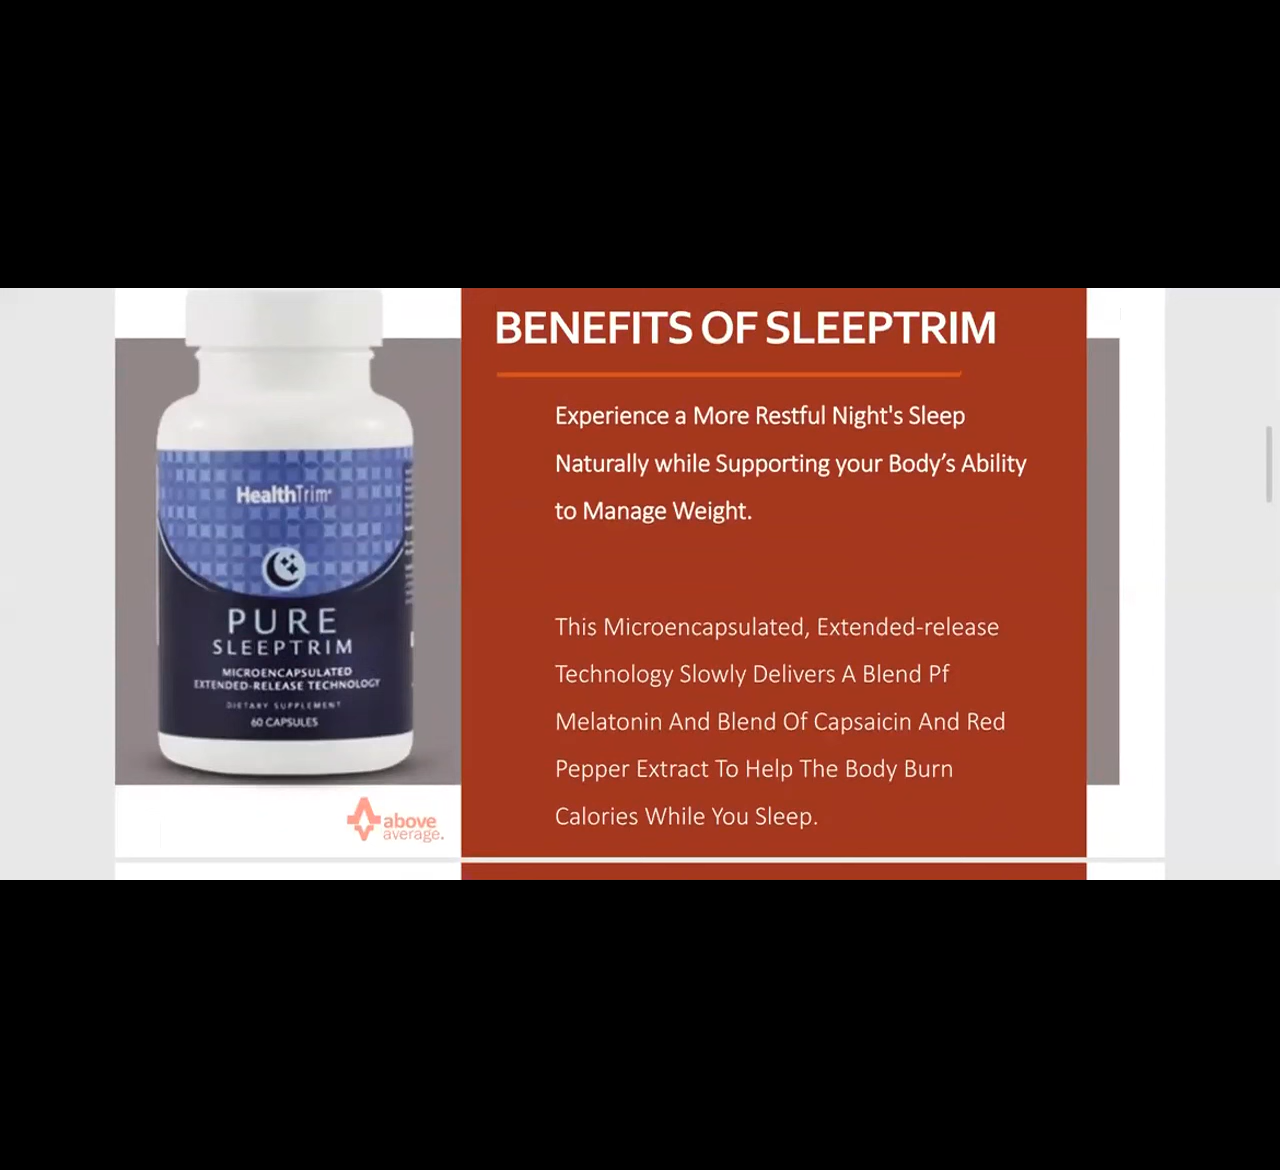 BENEFITS OF SLEEPTRIM
Experience a More Restful Night's Sleep
Naturally while Supporting your Body’s Ability
to Manage Weight.
This Microencapsulated, Extended-release
Technology Slowly Delivers A Blend Pf
Melatonin And Blend Of Capsaicin And Red
Pepper Extract To Help The Body Burn
Calories While You Sleep.
HealthTrim
PURE
SLEEPTRIM
MICROENCAPSULATED
EXTENDED-RELEASE TECHNOLOGY
DIETARY SUPPLEMENT
60 CAPSULES
above
average.